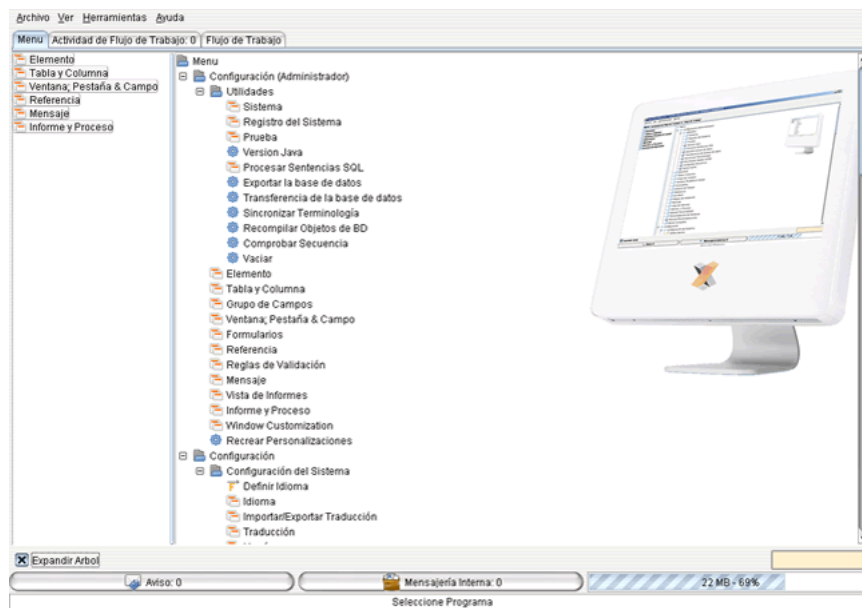 Archivo Ver Herramientas Ayuda
Menu Actividad de Flujo de Trabajo: 0 Flujo de Trabajo
Elemento
Tabla y Columna
Ventana; Pestaña & Campo
Referencia
Mensaje
Informe y Proceso
Menu
Configuración (Administrador)
Utilidades
Sistema
Registro del Sistema
Prueba
Version Java
Procesar Sentencias SQL
Exportar la base de datos
Transferencia de la base de datos
Sincronizar Terminología
Recompilar Objetos de BD
Comprobar Secuencia
Vaciar
Elemento
Tabla y Columna
Grupo de Campos
Ventana; Pestaña & Campo
Formularios
Referencia
Reglas de Validación
Mensaje
Vista de Informes
Informe y Proceso
Window Customization
Recrear Personalizaciones
Configuración
Configuración del Sistema
Definir Idioma
Idioma
Importar/Exportar Traducción
Traducción
Expandir Arbol
Aviso: 0 Mensajería Interna: 0 22 MB - 69%
Seleccione Programa